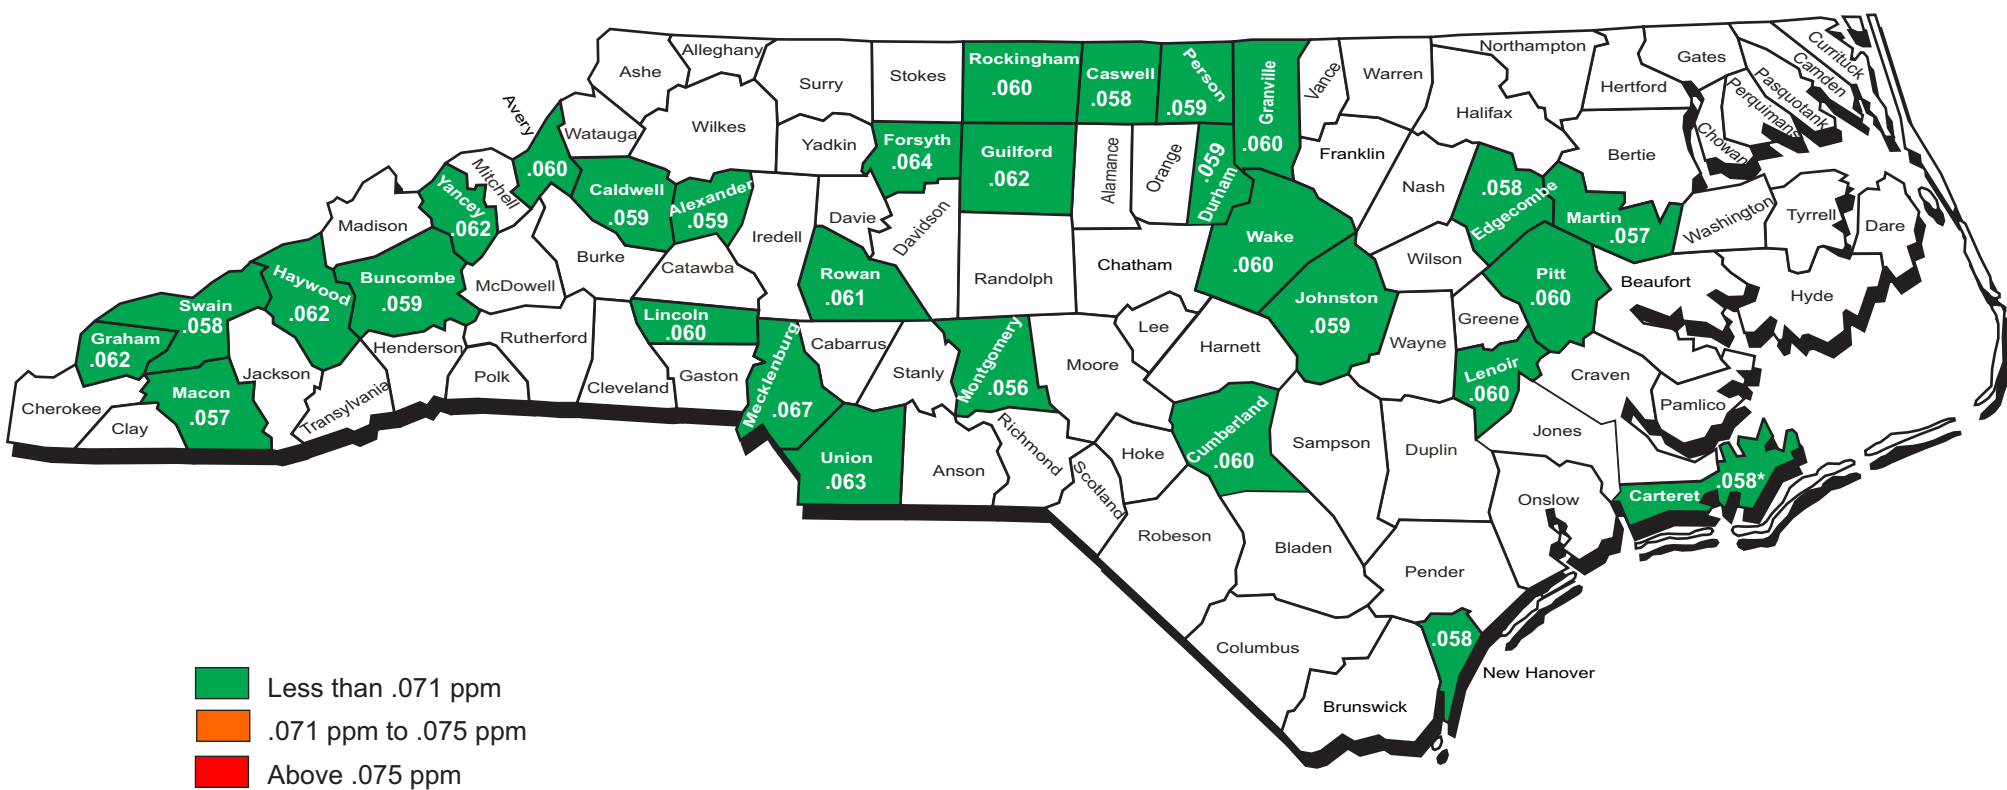 Alleghany
Ashe
Surry
Stokes
Rockingham
.060
Caswell
.058
Person
.059
Granville
.060
Vance
Warren
Northampton
Gates
Currituck
Camden
Pasquotank
Perquimans
Chowan
Hertford
Halifax
Bertie
Avery
.060
Watauga
Wilkes
Yadkin
Forsyth
.064
Guilford
.062
Alamance
Orange
.059
Durham
Franklin
Nash
.058
Edgecombe
Martin
.057
Washington
Tyrrell
Dare
Mitchell
Yancey
.062
Caldwell
.059
Alexander
.059
Iredell
Davie
Davidson
Randolph
Chatham
Wake
.060
Wilson
Pitt
.060
Beaufort
Hyde
Madison
Haywood
.062
Buncombe
.059
McDowell
Burke
Catawba
Rowan
.061
Johnston
.059
Greene
Wayne
Swain
.058
Graham
.062
Macon
.057
Jackson
Cherokee
Clay
Transylvania
Henderson
Polk
Rutherford
Cleveland
Lincoln
.060
Gaston
Mecklenburg
.067
Cabarrus
Stanly
Union
.063
Anson
Montgomery
.056
Moore
Lee
Harnett
Richmond
Scotland
Hoke
Cumberland
.060
Sampson
Duplin
Lenoir
.060
Craven
Pamlico
Jones
Carteret
.058*
Onslow
Robeson
Bladen
Pender
Columbus
Brunswick
.058
New Hanover
Less than .071 ppm
.071 ppm to .075 ppm
Above .075 ppm